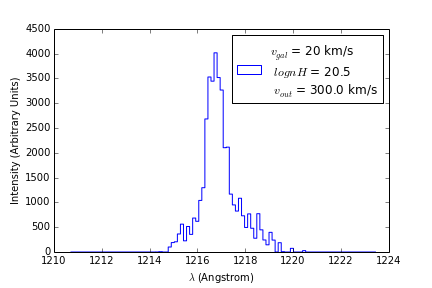 4500
4000
3500
3000
2500
2000
1500
1000
500
0
Intensity (Arbitrary Units)
v_gal = 20 km/s
lognH = 20.5
v_out = 300.0 km/s
1210 1212 1214 1216 1218 1220 1222 1224
λ (Angstrom)